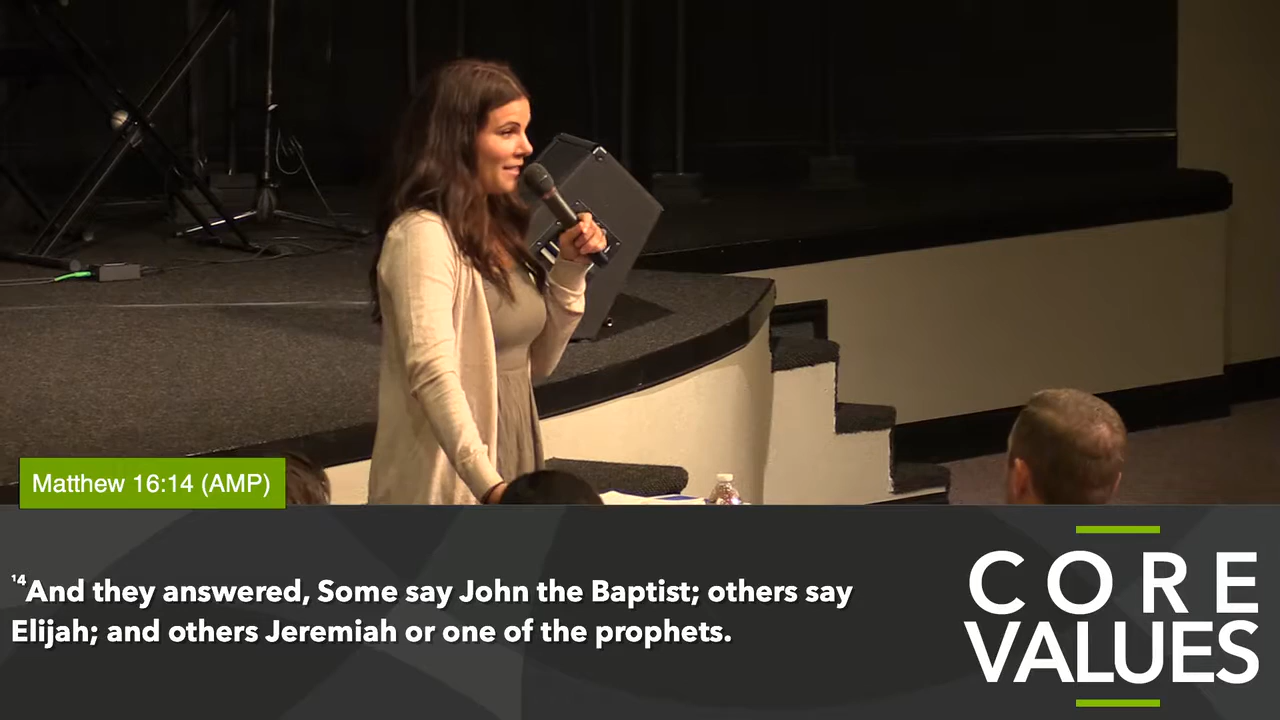 Matthew 16:14 (AMP)
¹⁴And they answered, Some say John the Baptist; others say
Elijah; and others Jeremiah or one of the prophets.
CORE
VALUES